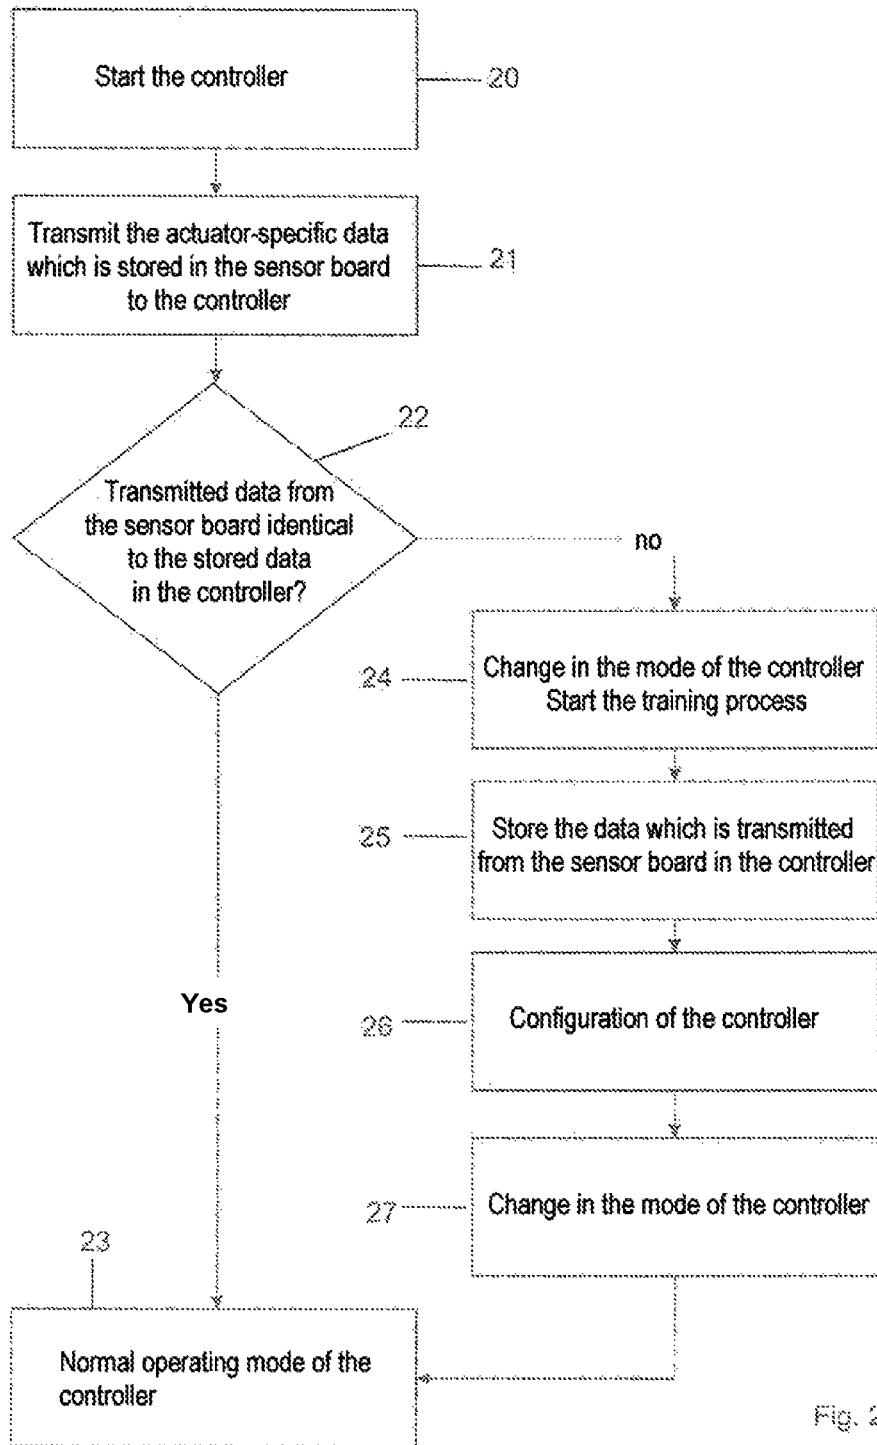 Start the controller
20
Transmit the actuator-specific data
which is stored in the sensor board
to the controller
21
22
Transmitted data from
the sensor board identical
to the stored data
in the controller?
no
24
Change in the mode of the controller
Start the training process
25
Store the data which is transmitted
from the sensor board in the controller
Yes
26
Configuration of the controller
27
Change in the mode of the controller
23
Normal operating mode of the
controller
Fig. 2